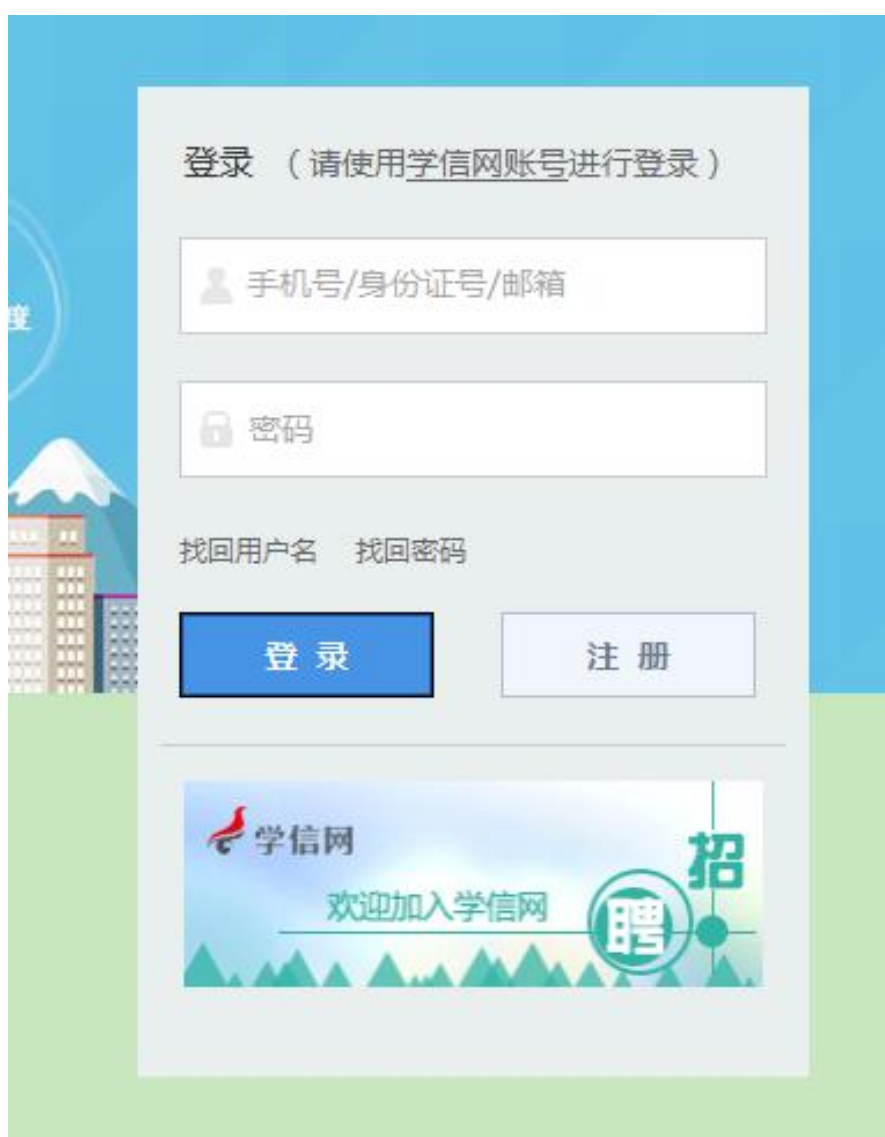 登录 （请使用学信网账号进行登录）
度
手机号/身份证号/邮箱
密码
找回用户名 找回密码
登 录 注 册
学信网
欢迎加入学信网
招
聘